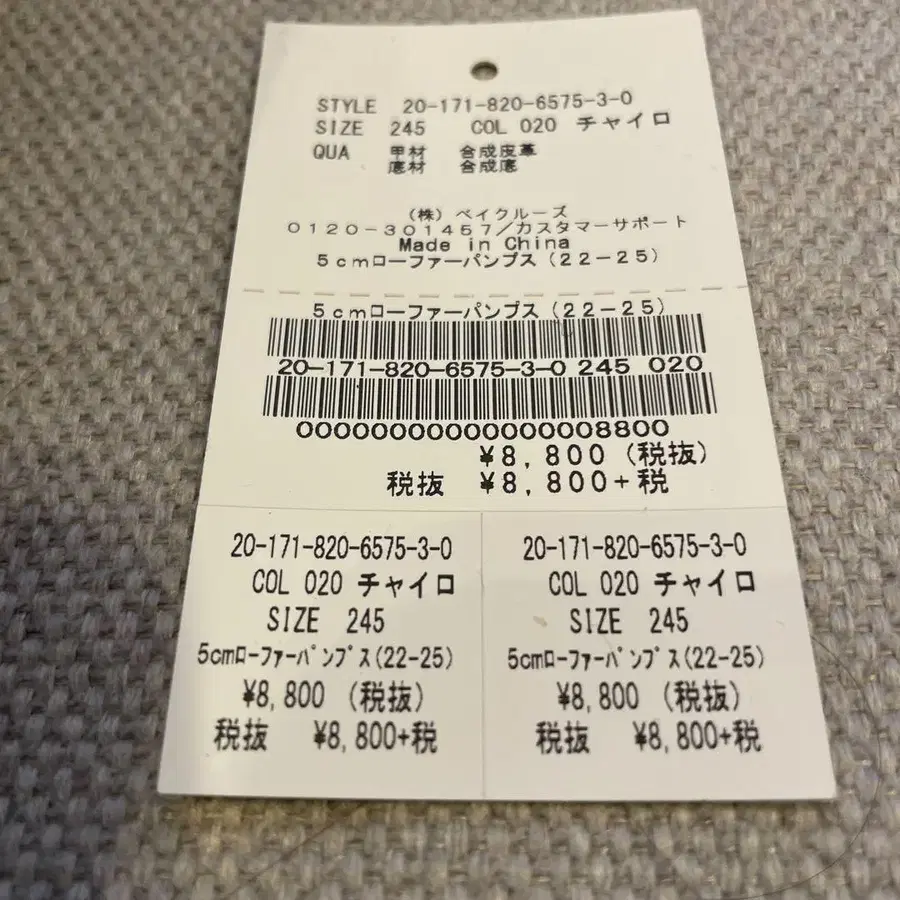 STYLE 20-171-820-6575-3-0
SIZE 245 COL 020 チャイロ
QUA 甲材 合成皮革
底材 合成底
（株）ベイクルーズ
０１２０－３０１４５７／カスタマーサポート
Made in China
５ｃｍローファーパンプス（２２－２５）
５ｃｍローファーパンプス（２２－２５）
20-171-820-6575-3-0 245 020
00000000000000008800
¥8,800（税抜）
税抜 ¥8,800+税
20-171-820-6575-3-0
COL 020 チャイロ
SIZE 245
5cmﾛｰﾌｧｰﾊﾟﾝﾌﾟｽ(22-25)
¥8,800（税抜）
税抜 ¥8,800+税
20-171-820-6575-3-0
COL 020 チャイロ
SIZE 245
5cmﾛｰﾌｧｰﾊﾟﾝﾌﾟｽ(22-25)
¥8,800（税抜）
税抜 ¥8,800+税